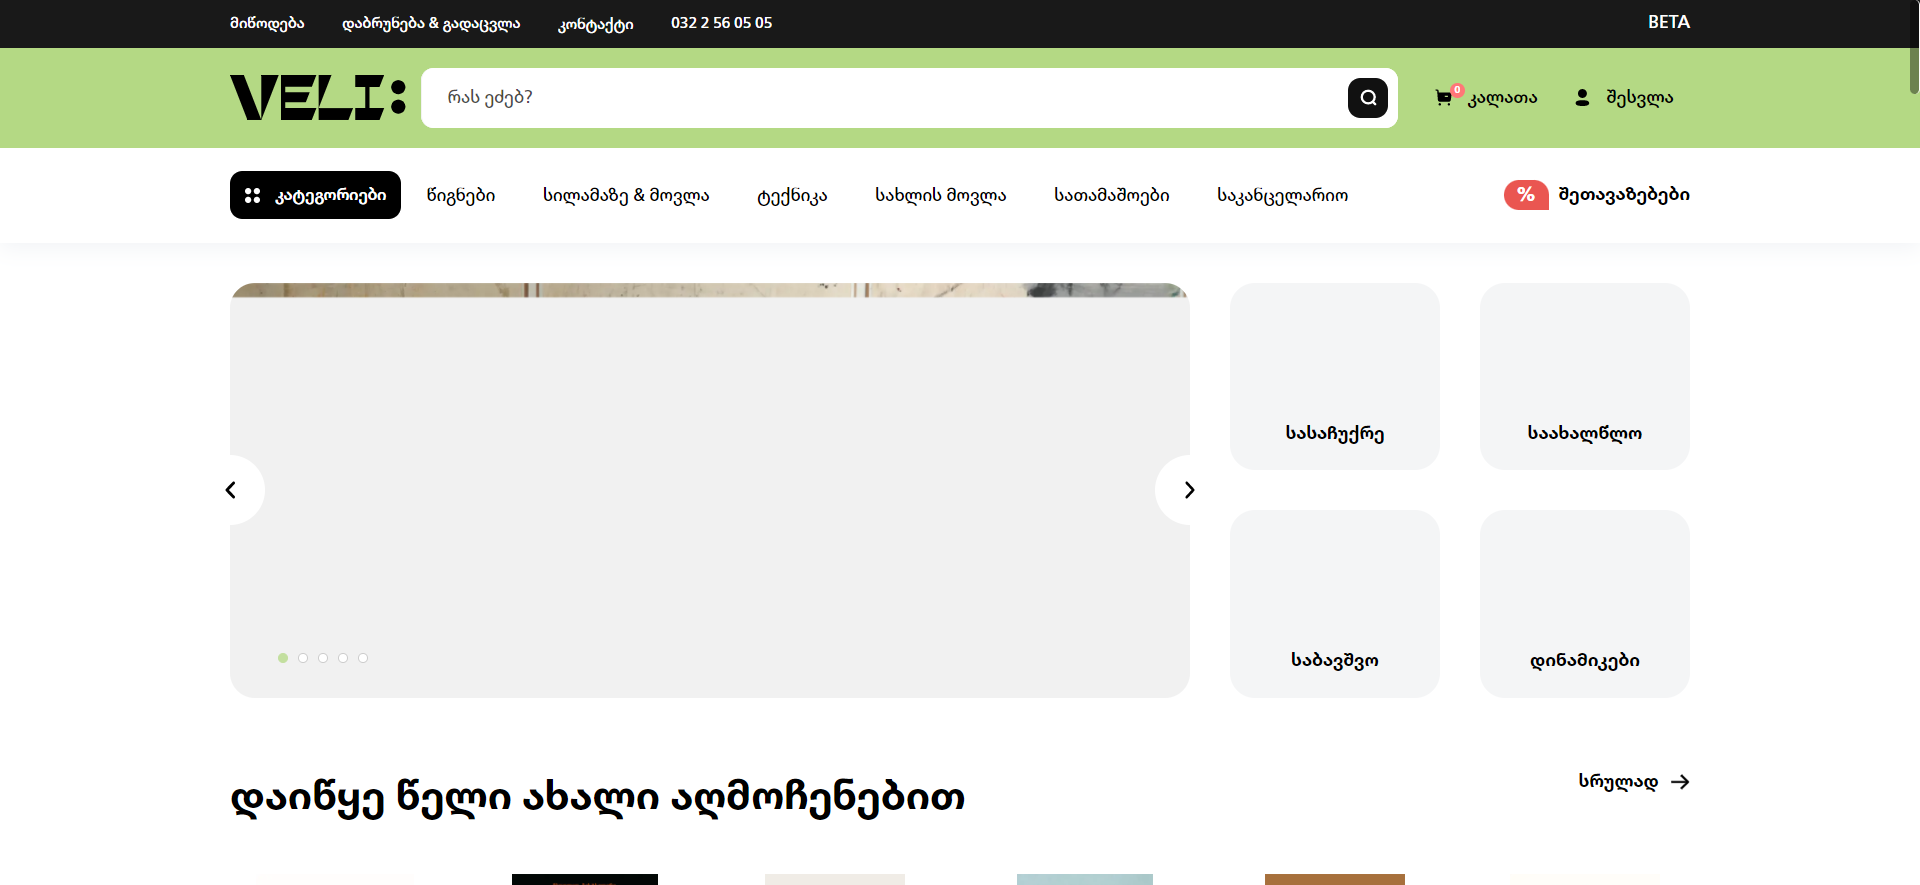 მიწოდება
დაბრუნება & გადაცვლა
კონტაქტი
032 2 56 05 05
BETA
VELI:
რას ეძებ?
0
კალათა
შესვლა
კატეგორიები
წიგნები
სილამაზე & მოვლა
ტექნიკა
სახლის მოვლა
სათამაშოები
საკანცელარიო
%
შეთავაზებები
სასაჩუქრე
საახალწლო
საბავშვო
დინამიკები
დაიწყე წელი ახალი აღმოჩენებით
სრულად